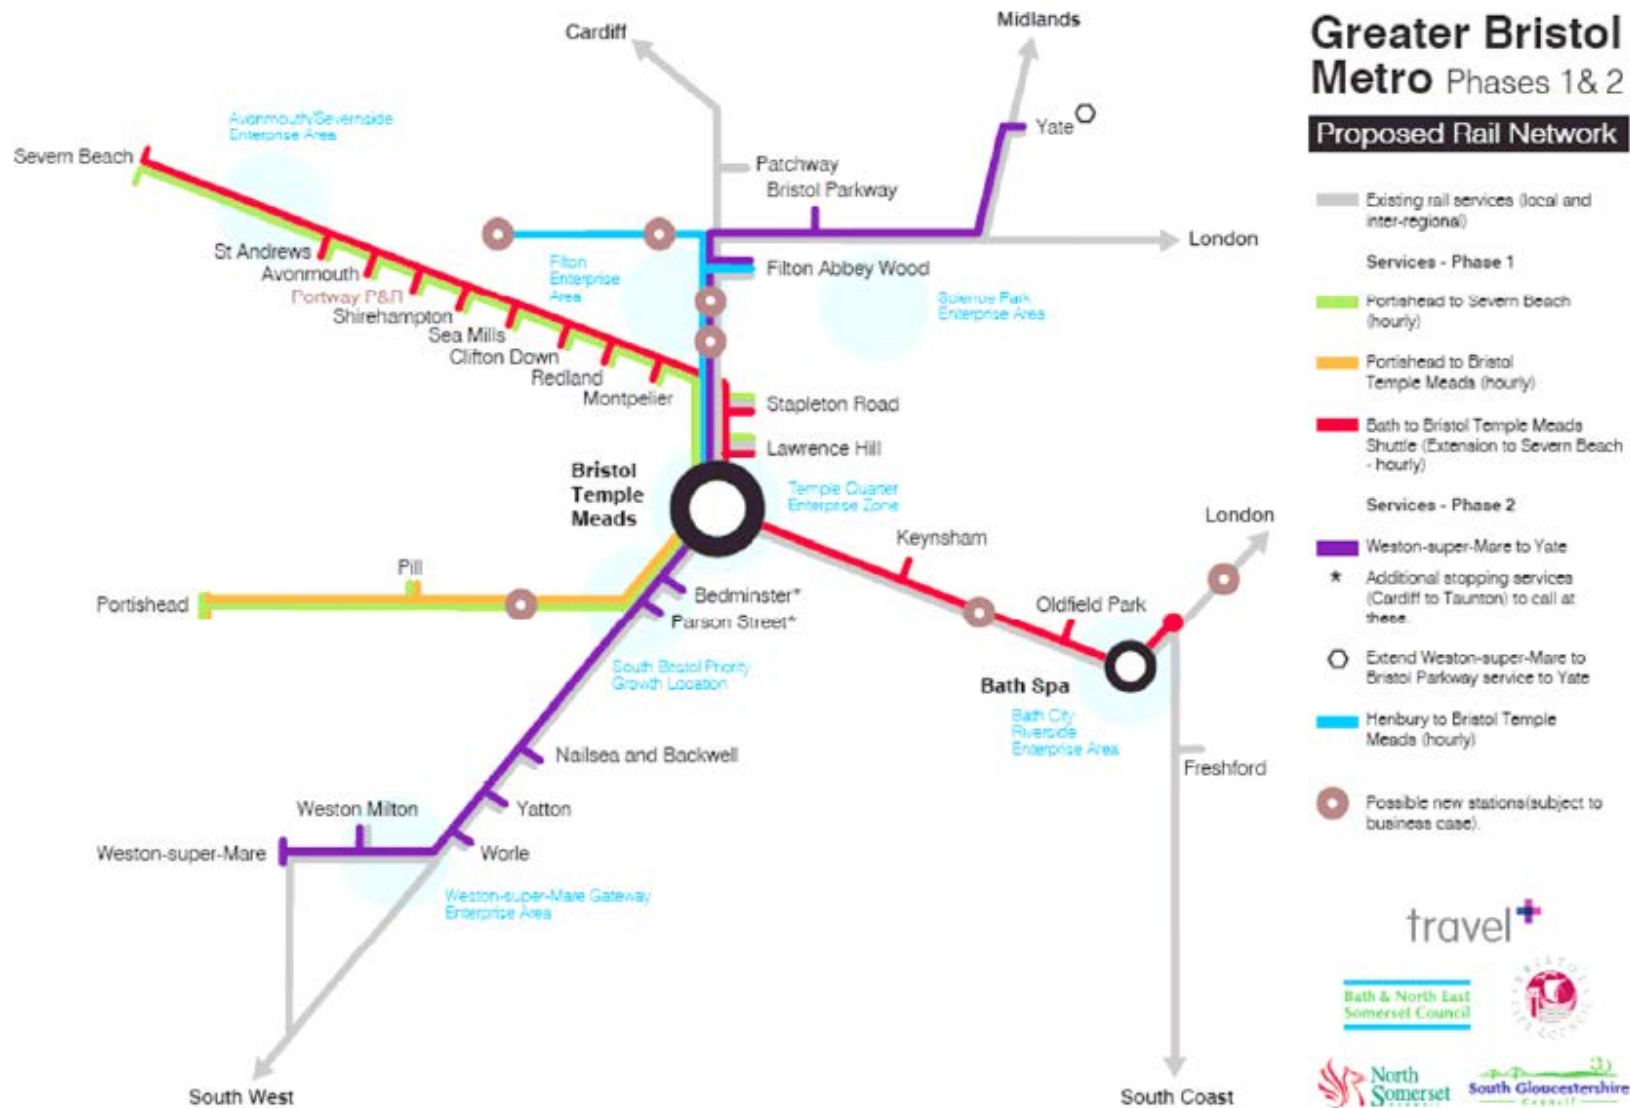 Greater Bristol
Metro Phases 1& 2
Proposed Rail Network
Cardiff
Midlands
Yate
Avonmouth/Severnside
Enterprise Area
Severn Beach
Patchway
Bristol Parkway
London
St Andrews
Avonmouth
Portway P&R
Shirehampton
Sea Mills
Clifton Down
Redland
Montpelier
Filton
Enterprise
Area
Filton Abbey Wood
Science Park
Enterprise Area
Stapleton Road
Lawrence Hill
Bristol
Temple
Meads
Temple Quarter
Enterprise Zone
Keynsham
London
Pill
Portishead
Bedminster*
Parson Street*
Oldfield Park
South Bristol Priority
Growth Location
Bath Spa
Bath City
Riverside
Enterprise Area
Nailsea and Backwell
Freshford
Weston Milton
Yatton
Weston-super-Mare
Worle
Weston-super-Mare Gateway
Enterprise Area
South West
South Coast
Existing rail services (local and
inter-regional)
Services - Phase 1
Portishead to Severn Beach
(hourly)
Portishead to Bristol
Temple Meads (hourly)
Bath to Bristol Temple Meads
Shuttle (Extension to Severn Beach
- hourly)
Services - Phase 2
Weston-super-Mare to Yate
* Additional stopping services
(Cardiff to Taunton) to call at
these.
Extend Weston-super-Mare to
Bristol Parkway service to Yate
Henbury to Bristol Temple
Meads (hourly)
Possible new stations(subject to
business case).
travel+
Bath & North East
Somerset Council
BRISTOL
CITY COUNCIL
North
Somerset
South Gloucestershire
Council